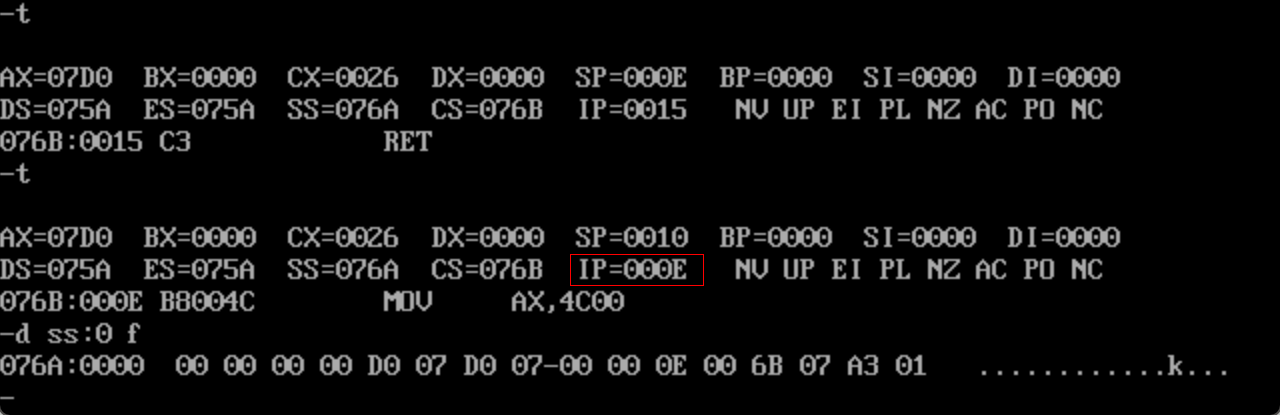 -t
AX=07D0 BX=0000 CX=0026 DX=0000 SP=000E BP=0000 SI=0000 DI=0000
DS=075A ES=075A SS=076A CS=076B IP=0015 NV UP EI PL NZ AC PO NC
076B:0015 C3 RET
-t
AX=07D0 BX=0000 CX=0026 DX=0000 SP=0010 BP=0000 SI=0000 DI=0000
DS=075A ES=075A SS=076A CS=076B IP=000E NV UP EI PL NZ AC PO NC
076B:000E B8004C MOV AX,4C00
-d ss:0 f
076A:0000 00 00 00 00 D0 07 D0 07-00 00 0E 00 6B 07 A3 01 ............k...
-